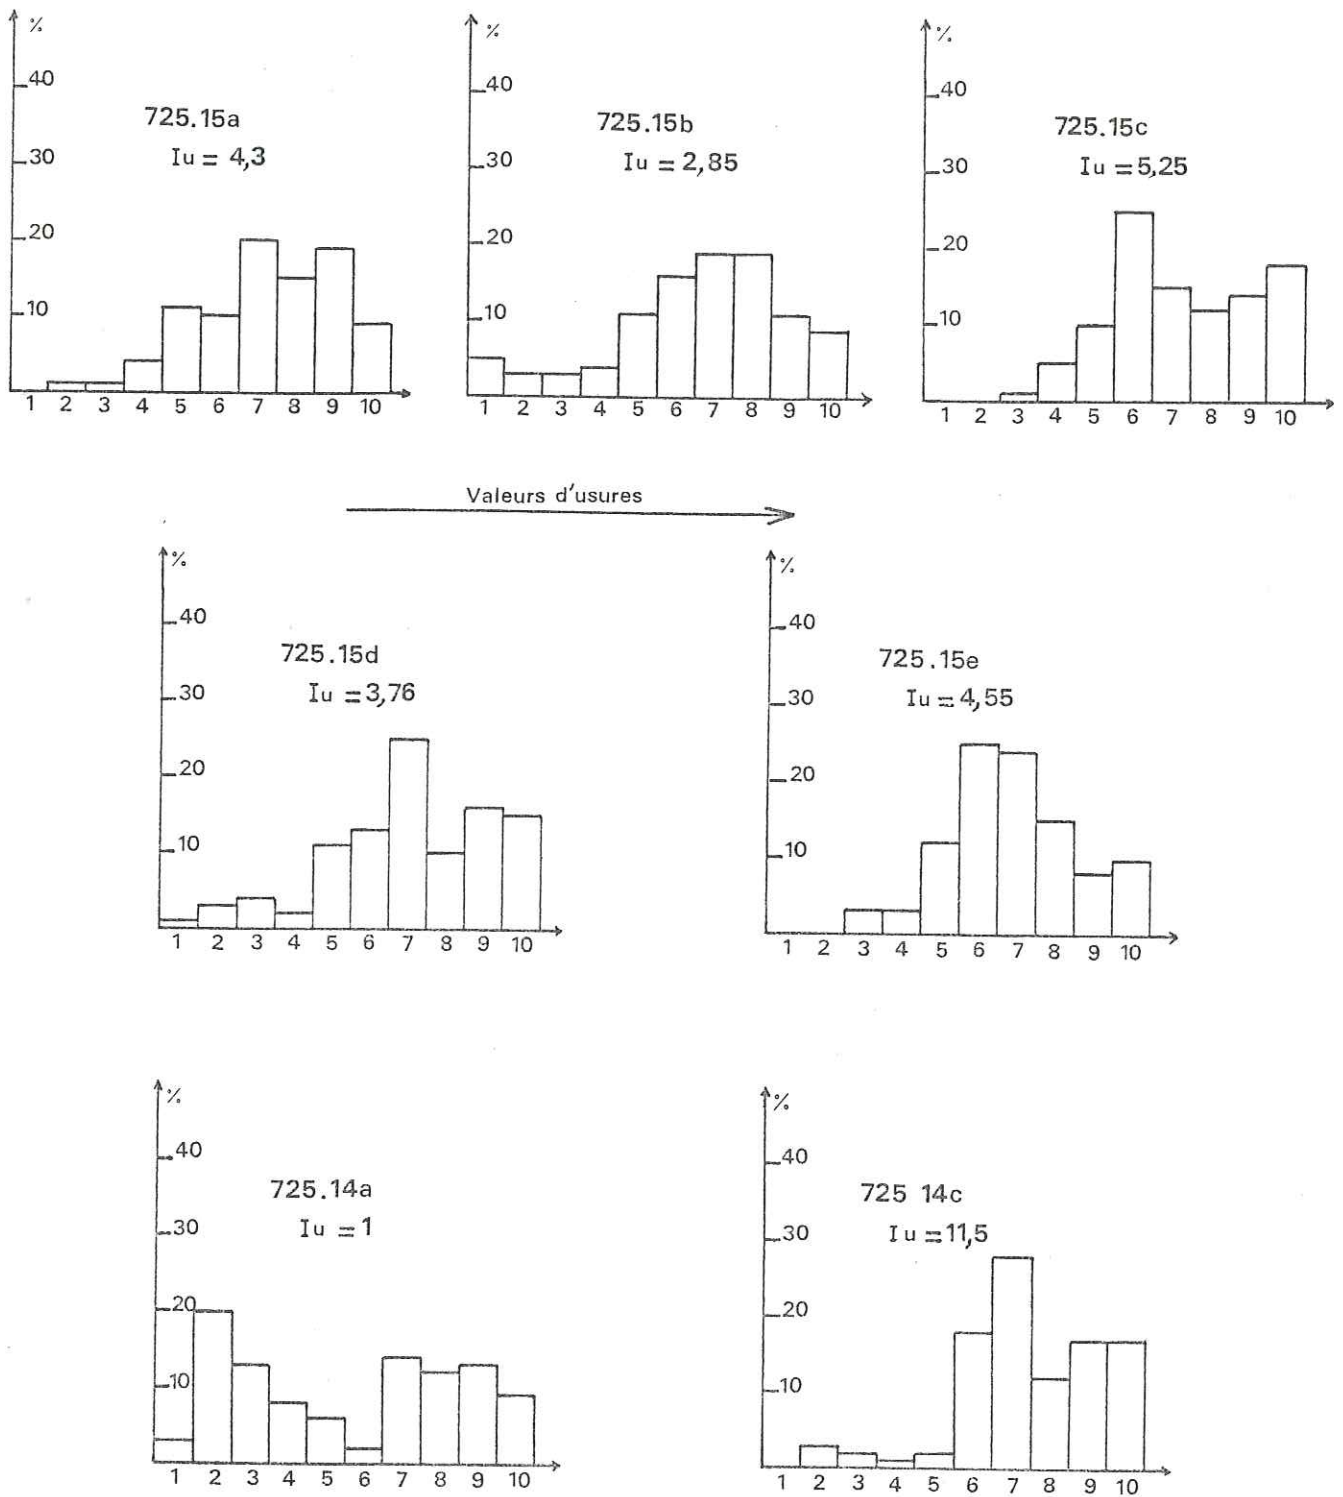 %
40
725.15a
Iu = 4,3
30
20
10
1 2 3 4 5 6 7 8 9 10
%
40
725.15b
Iu = 2,85
30
20
10
1 2 3 4 5 6 7 8 9 10
%
40
725.15c
Iu = 5,25
30
20
10
1 2 3 4 5 6 7 8 9 10
Valeurs d'usures
%
40
725.15d
Iu = 3,76
30
20
10
1 2 3 4 5 6 7 8 9 10
%
40
725.15e
Iu = 4,55
30
20
10
1 2 3 4 5 6 7 8 9 10
%
40
725.14a
Iu = 1
30
20
10
1 2 3 4 5 6 7 8 9 10
%
40
725 14c
Iu = 11,5
30
20
10
1 2 3 4 5 6 7 8 9 10